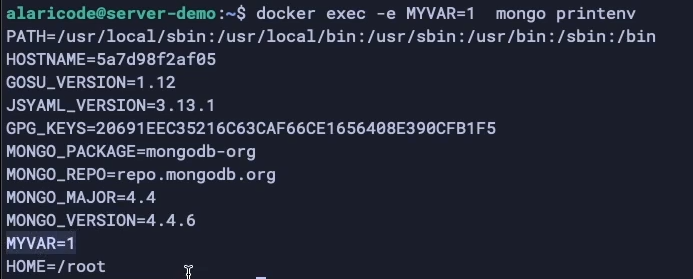 alaricode@server-demo:~$ docker exec -e MYVAR=1  mongo printenv
PATH=/usr/local/sbin:/usr/local/bin:/usr/sbin:/usr/bin:/sbin:/bin
HOSTNAME=5a7d98f2af05
GOSU_VERSION=1.12
JSYAML_VERSION=3.13.1
GPG_KEYS=20691EEC35216C63CAF66CE1656408E390CFB1F5
MONGO_PACKAGE=mongodb-org
MONGO_REPO=repo.mongodb.org
MONGO_MAJOR=4.4
MONGO_VERSION=4.4.6
MYVAR=1
HOME=/root